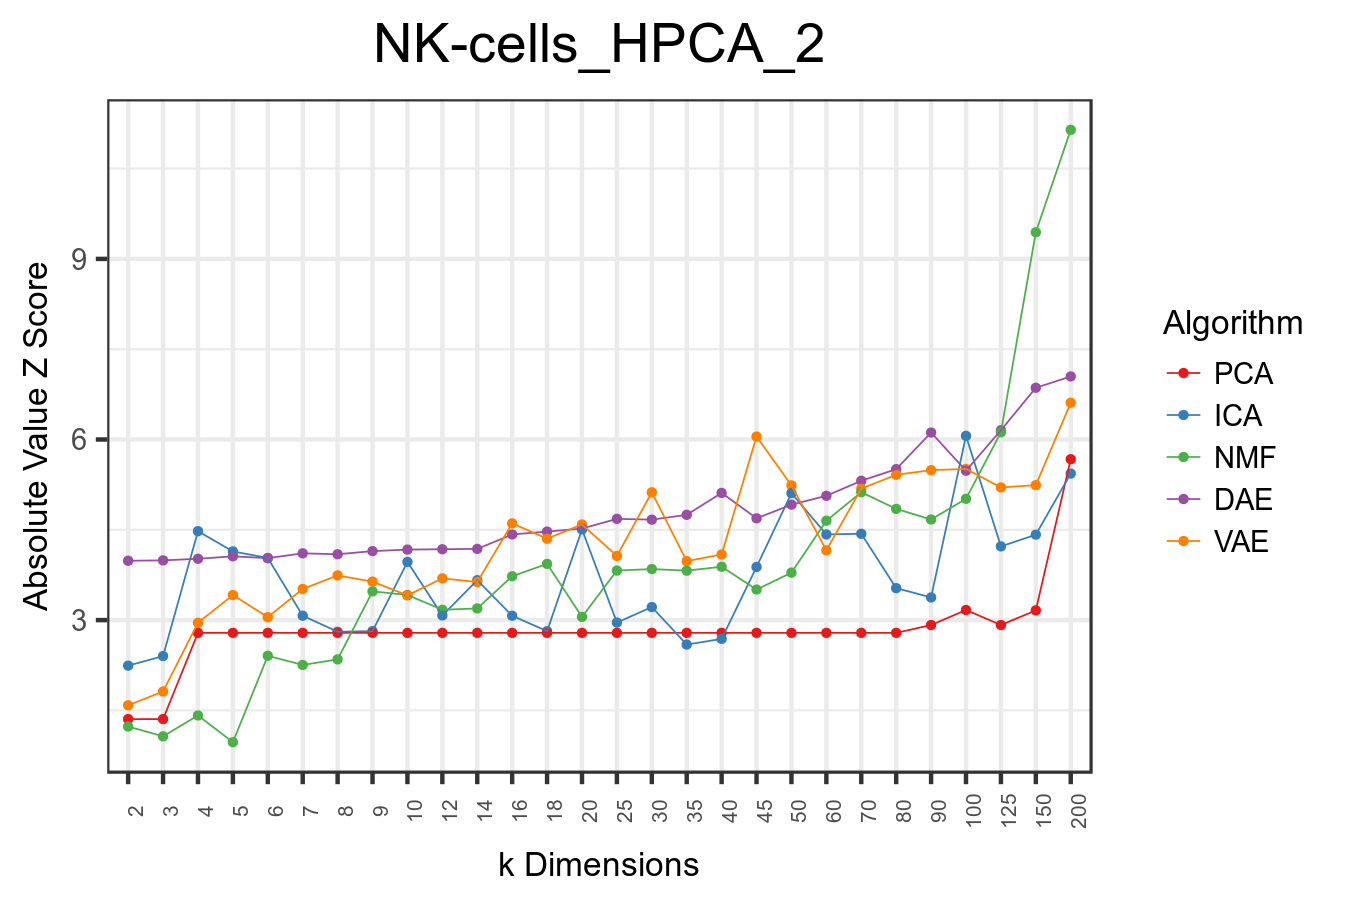 NK-cells_HPCA_2
Absolute Value Z Score
9
6
3
2 3 4 5 6 7 8 9 10 12 14 16 18 20 25 30 35 40 45 50 60 70 80 90 100 125 150 200
k Dimensions
Algorithm
PCA
ICA
NMF
DAE
VAE